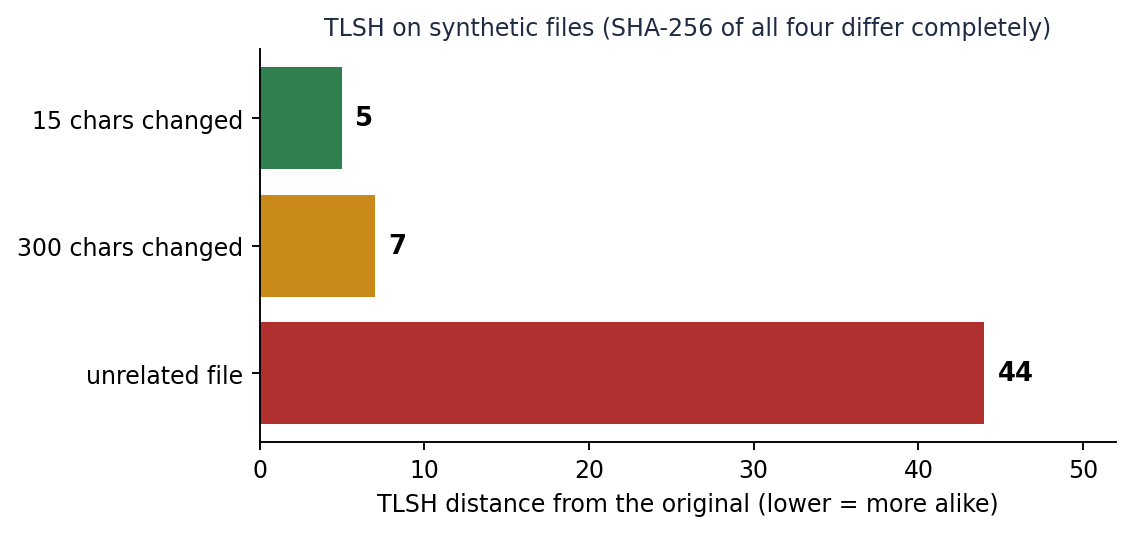 TLSH on synthetic files (SHA-256 of all four differ completely)
15 chars changed
5
300 chars changed
7
unrelated file
44
0 10 20 30 40 50
TLSH distance from the original (lower = more alike)